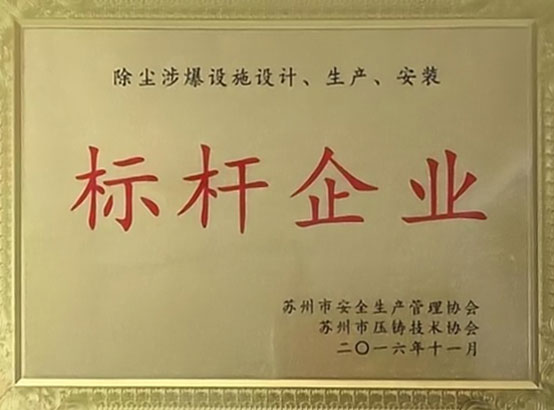 除尘涉爆设施设计、生产、安装
标杆企业
苏州市安全生产管理协会
苏州市压铸技术协会
二〇一六年十一月